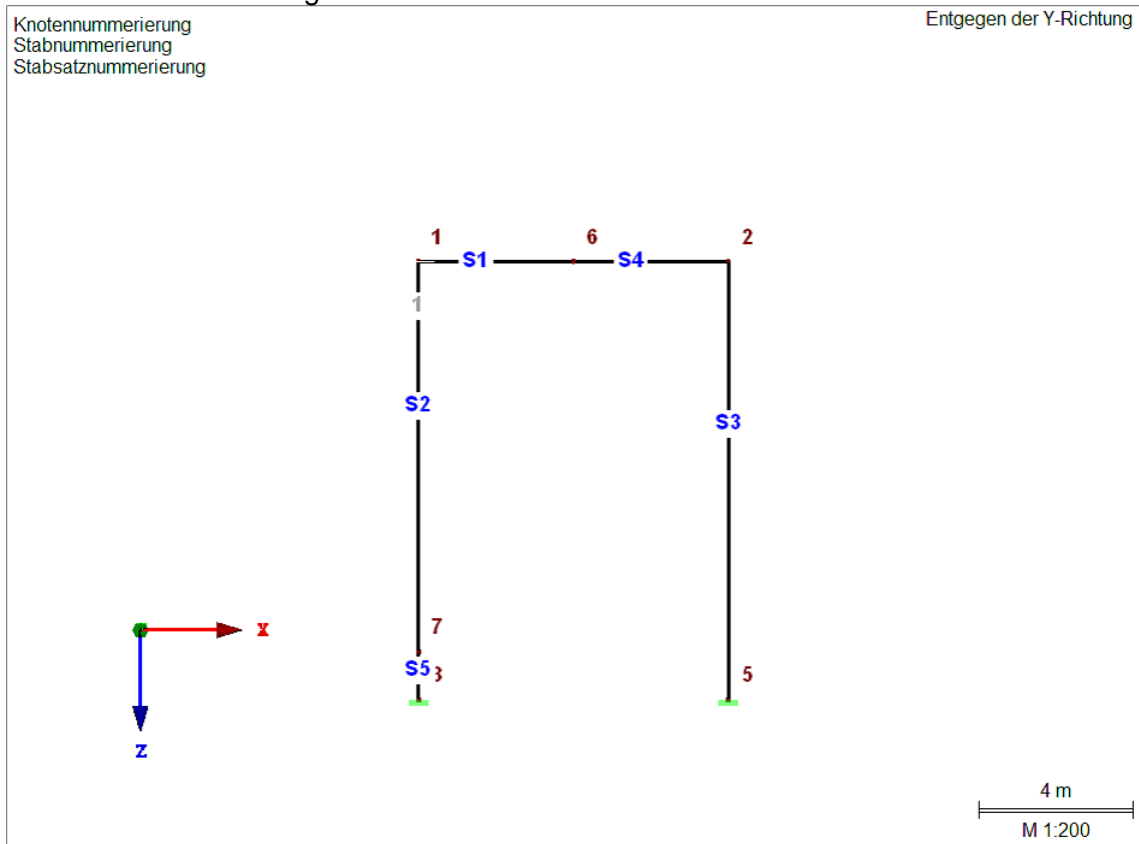 Knotennummerierung
Stabnummerierung
Stabsatznummerierung
Entgegen der Y-Richtung
1 6 2
S1 S4
1
S2
S3
7
S5 3 5
X
Z
4 m
M 1:200